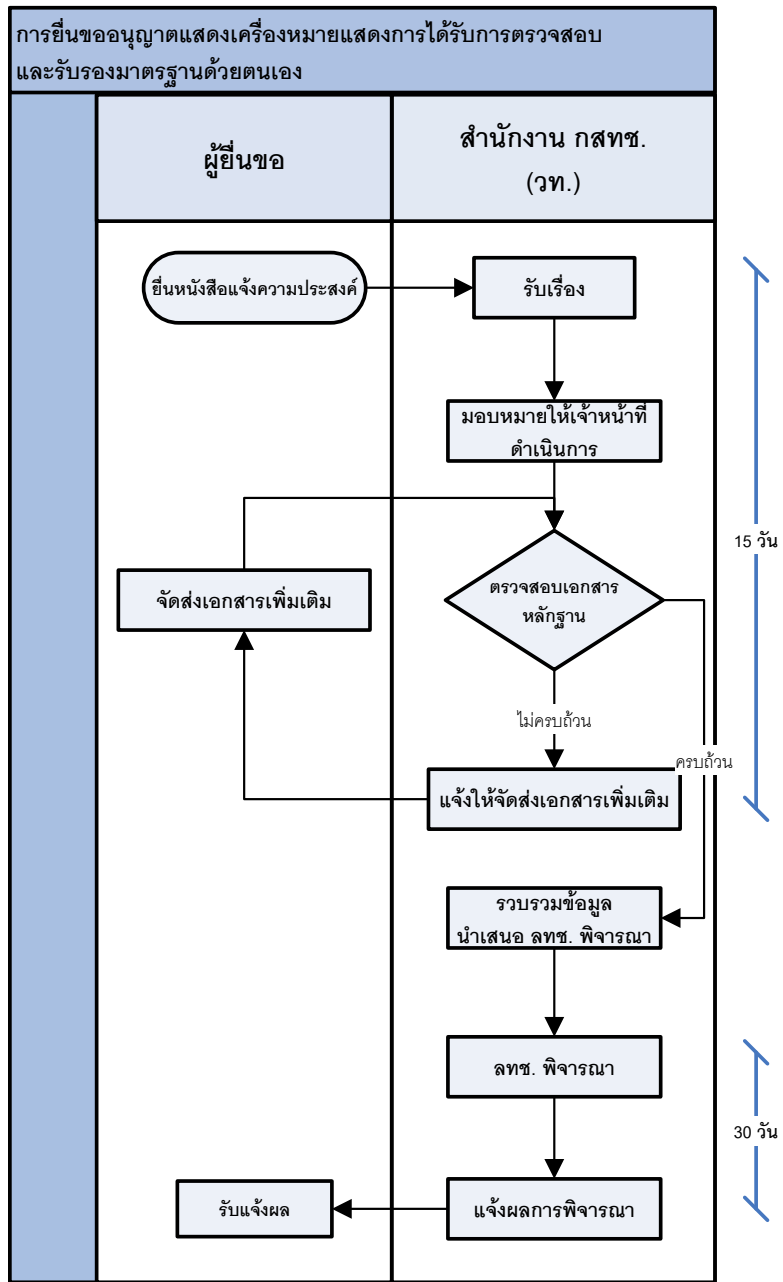 การยื่นขออนุญาตแสดงเครื่องหมายแสดงการได้รับการตรวจสอบ
และรับรองมาตรฐานด้วยตนเอง
ผู้ยื่นขอ
สำนักงาน กสทช.
(วท.)
ยื่นหนังสือแจ้งความประสงค์
รับเรื่อง
มอบหมายให้เจ้าหน้าที่
ดำเนินการ
15 วัน
จัดส่งเอกสารเพิ่มเติม
ตรวจสอบเอกสาร
หลักฐาน
ไม่ครบถ้วน
ครบถ้วน
แจ้งให้จัดส่งเอกสารเพิ่มเติม
รวบรวมข้อมูล
นำเสนอ ลทช. พิจารณา
ลทช. พิจารณา
30 วัน
รับแจ้งผล
แจ้งผลการพิจารณา